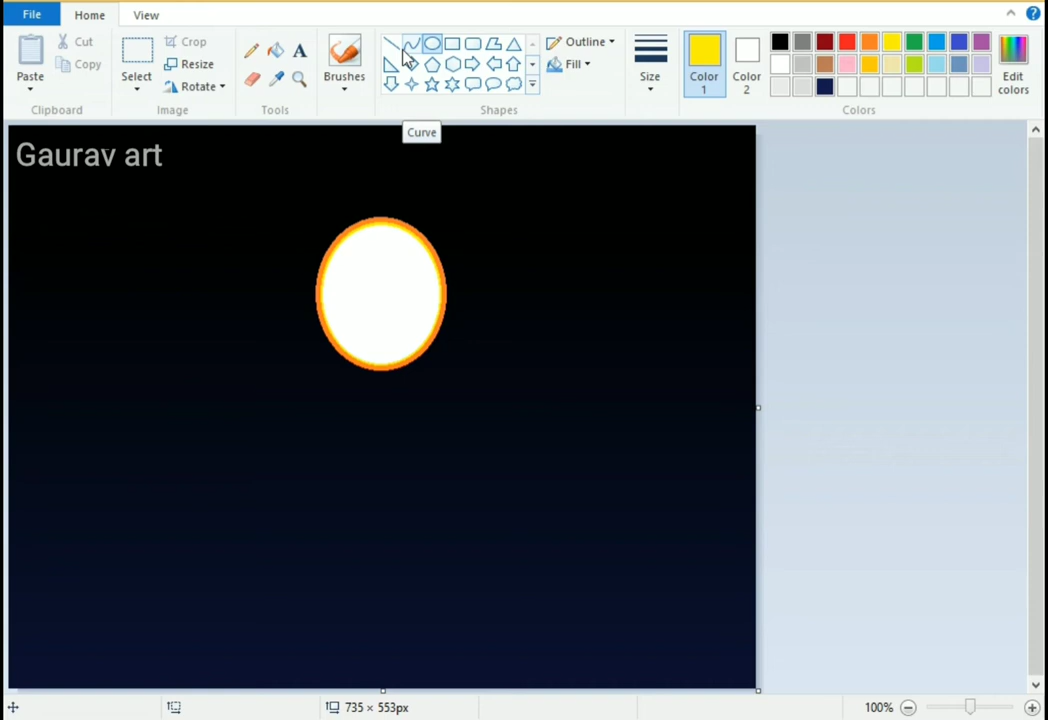 File
Home
View
Paste
Cut
Copy
Clipboard
Select
Crop
Resize
Rotate
Image
A
Tools
Brushes
Outline
Fill
Shapes
Size
Color
1
Color
2
Edit
colors
Colors
Curve
Gaurav art
735 × 553px
100%